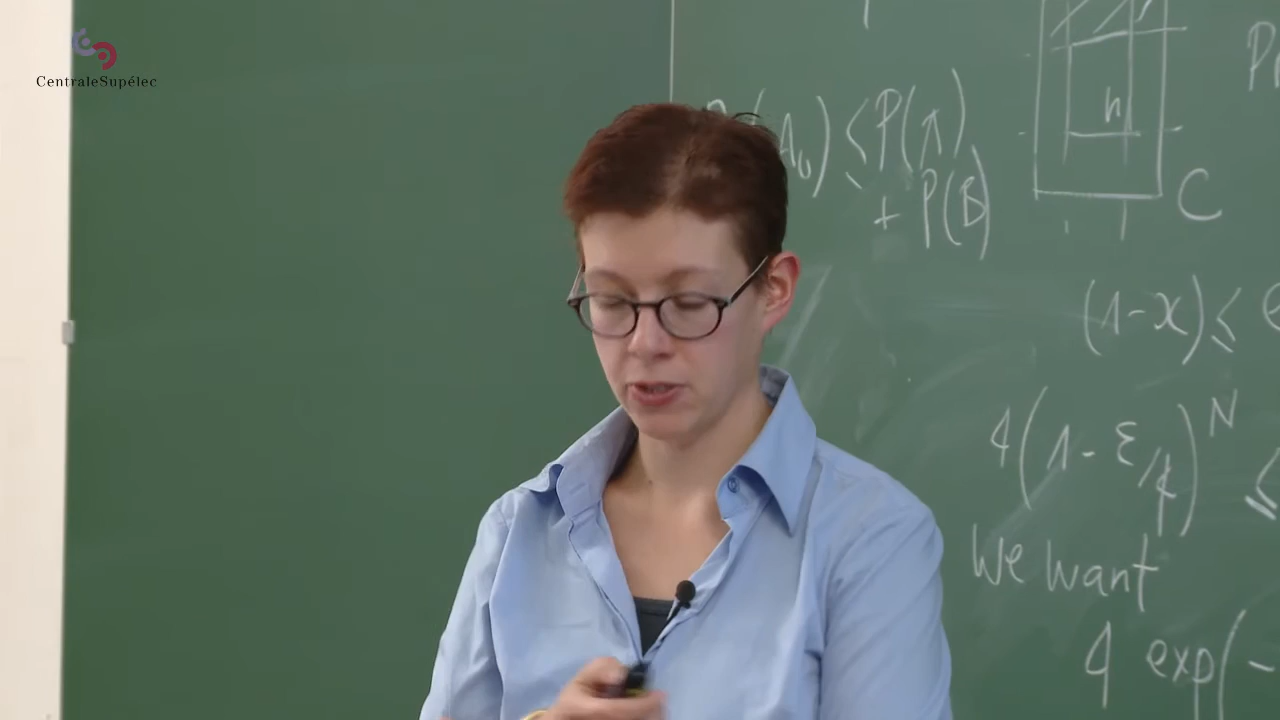 CentraleSupélec
A₀) ≤ P(π)
+ P(B)
h
C
(1-x) ≤
4(1 - ε/4)^N ≤
We want
4 exp(-